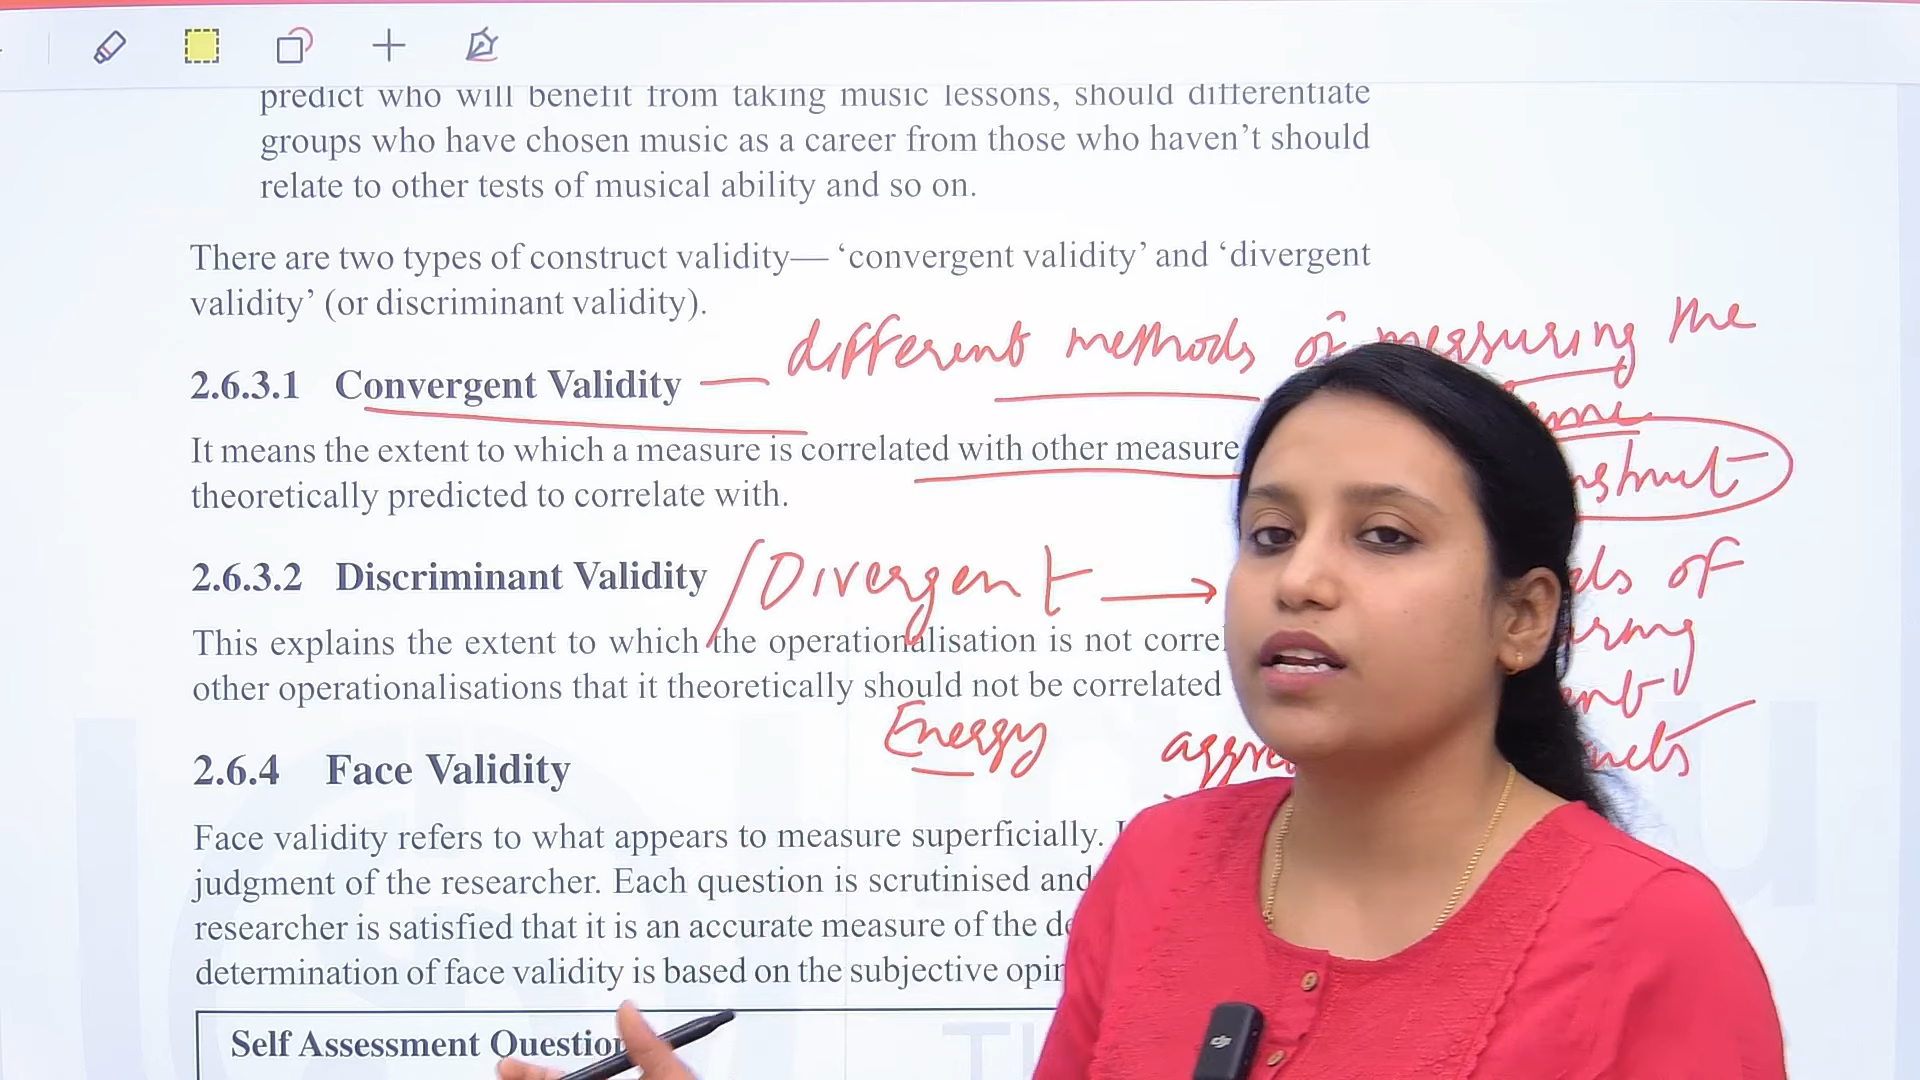 predict who will benefit from taking music lessons, should differentiate
groups who have chosen music as a career from those who haven’t should
relate to other tests of musical ability and so on.
There are two types of construct validity— ‘convergent validity’ and ‘divergent
validity’ (or discriminant validity).
different methods of measuring the
2.6.3.1 Convergent Validity —
It means the extent to which a measure is correlated with other measure
theoretically predicted to correlate with.
2.6.3.2 Discriminant Validity / Divergent →
of
This explains the extent to which the operationalisation is not
other operationalisations that it theoretically should not be correlated
Energy
2.6.4 Face Validity
Face validity refers to what appears to measure superficially.
judgment of the researcher. Each question is scrutinised and
researcher is satisfied that it is an accurate measure of the
determination of face validity is based on the subjective
Self Assessment
dji